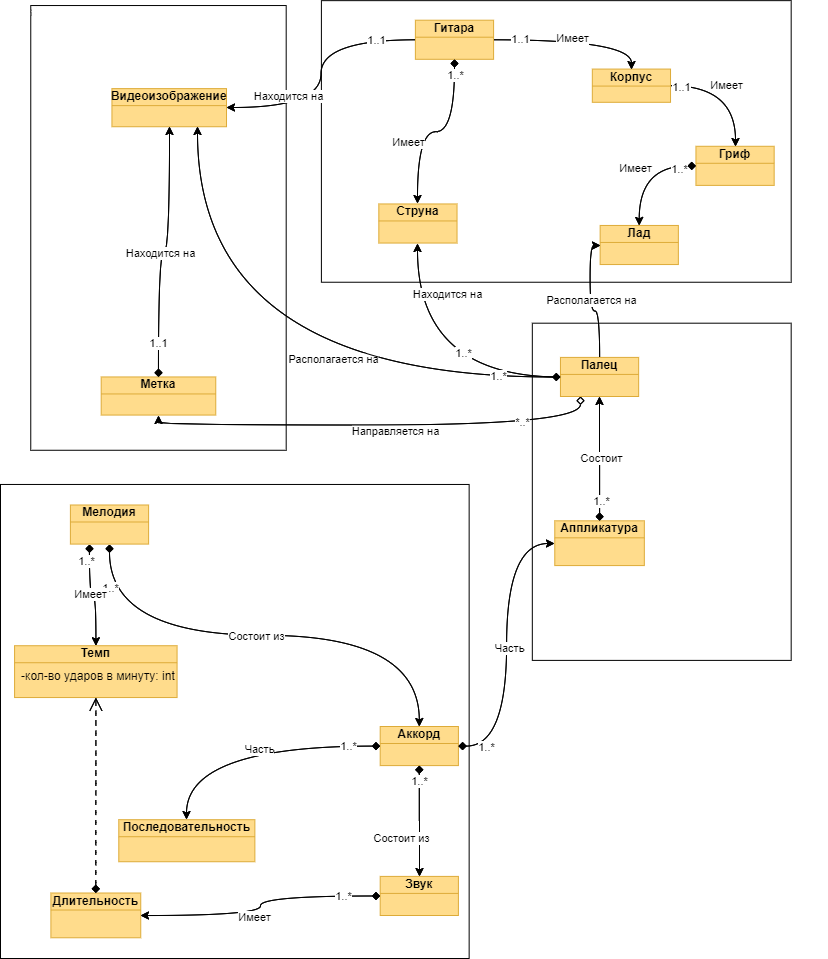 Гитара
1..1
1..1
Имеет
Корпус
1..*
1..1
Имеет
Находится на
Видеоизображение
Имеет
Гриф
Имеет
1..*
Струна
Лад
Находится на
Находится на
Располагается на
1..1
1..*
Располагается на
Палец
1..*
Метка
*..*
Направляется на
Состоит
1..*
Мелодия
Аппликатура
1..*
1..*
Имеет
Состоит из
Часть
Темп
-кол-во ударов в минуту: int
Аккорд
Часть
1..*
1..*
1..*
Последовательность
Состоит из
Звук
1..*
Длительность
Имеет